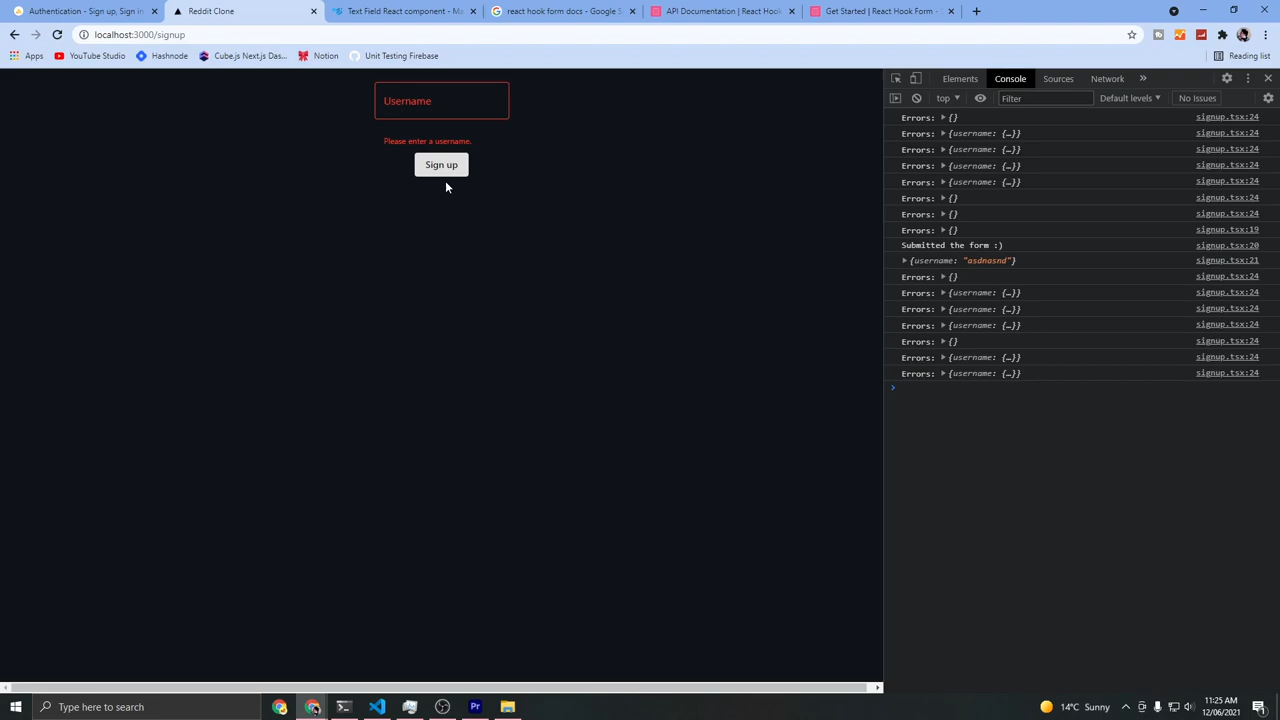 Authentication - Sign up, Sign in
Reddit Clone
Text Field React component - Ma
react hook form docs - Google S
API Documentation | React Hook
Get Started | React Hook Form -
localhost:3000/signup
Apps
YouTube Studio
Hashnode
Cube.js Next.js Das...
Notion
Unit Testing Firebase
Reading list
Username
Please enter a username.
Sign up
Elements
Console
Sources
Network
top
Filter
Default levels
No Issues
Errors: {} signup.tsx:24
Errors: {username: {…}} signup.tsx:24
Errors: {username: {…}} signup.tsx:24
Errors: {username: {…}} signup.tsx:24
Errors: {username: {…}} signup.tsx:24
Errors: {} signup.tsx:24
Errors: {} signup.tsx:24
Errors: {} signup.tsx:19
Submitted the form :) signup.tsx:20
{username: "asdnasnd"} signup.tsx:21
Errors: {} signup.tsx:24
Errors: {username: {…}} signup.tsx:24
Errors: {username: {…}} signup.tsx:24
Errors: {username: {…}} signup.tsx:24
Errors: {} signup.tsx:24
Errors: {username: {…}} signup.tsx:24
Errors: {username: {…}} signup.tsx:24
Type here to search
Pr
14°C Sunny
11:25 AM
12/06/2021